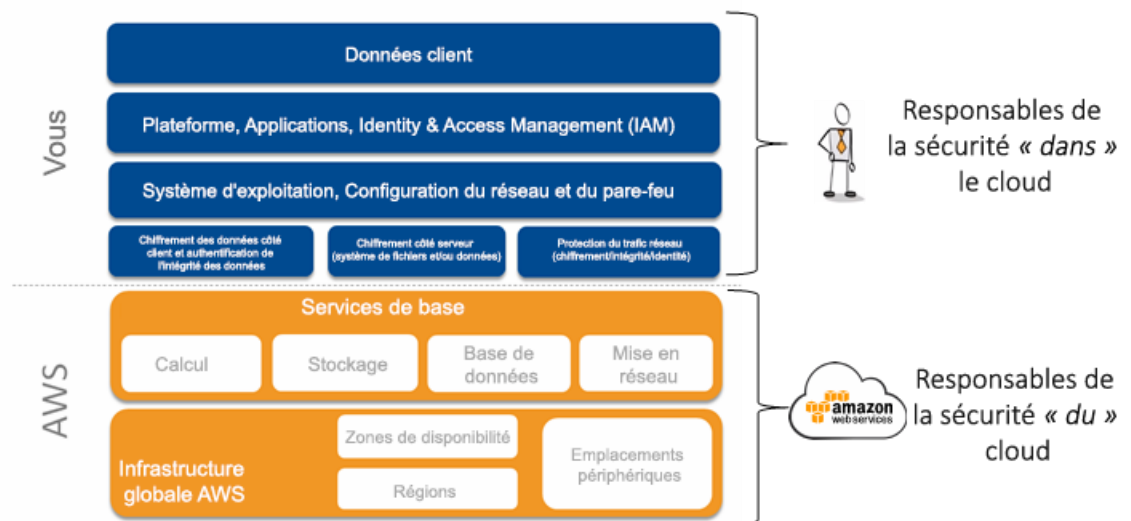 Vous
Données client
Plateforme, Applications, Identity & Access Management (IAM)
Système d'exploitation, Configuration du réseau et du pare-feu
Chiffrement des données côté
client et authentification de
l'intégrité des données
Chiffrement côté serveur
(système de fichiers et/ou données)
Protection du trafic réseau
(chiffrement/intégrité/identité)
Responsables de
la sécurité « dans »
le cloud
AWS
Services de base
Calcul
Stockage
Base de
données
Mise en
réseau
Infrastructure
globale AWS
Zones de disponibilité
Régions
Emplacements
périphériques
amazon
webservices
Responsables de
la sécurité « du »
cloud